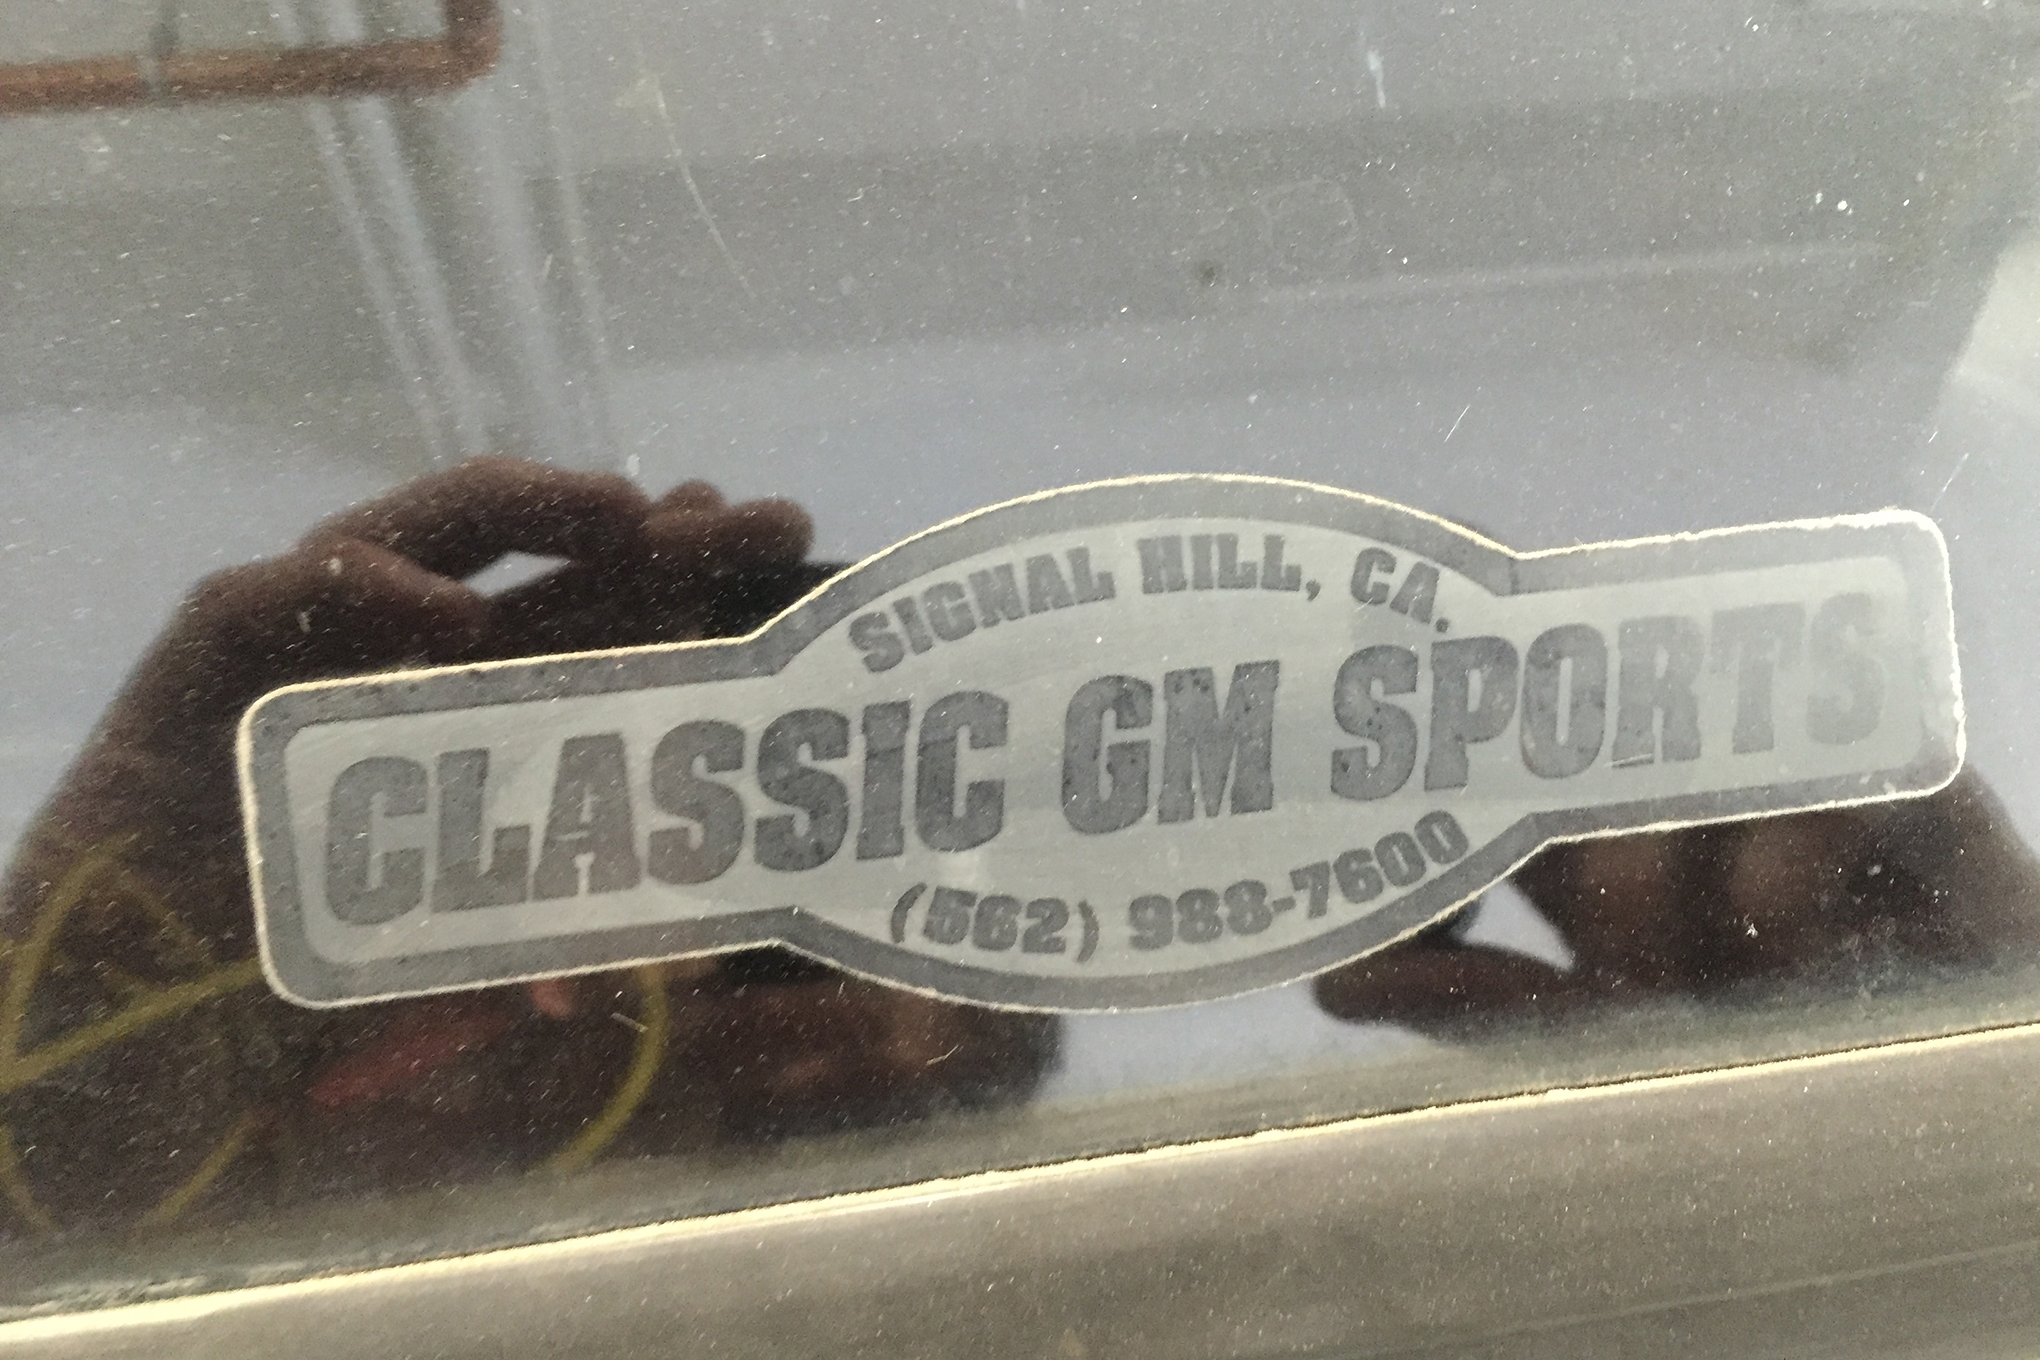 SIGNAL HILL, CA.
CLASSIC GM SPORTS
(562) 988-7600